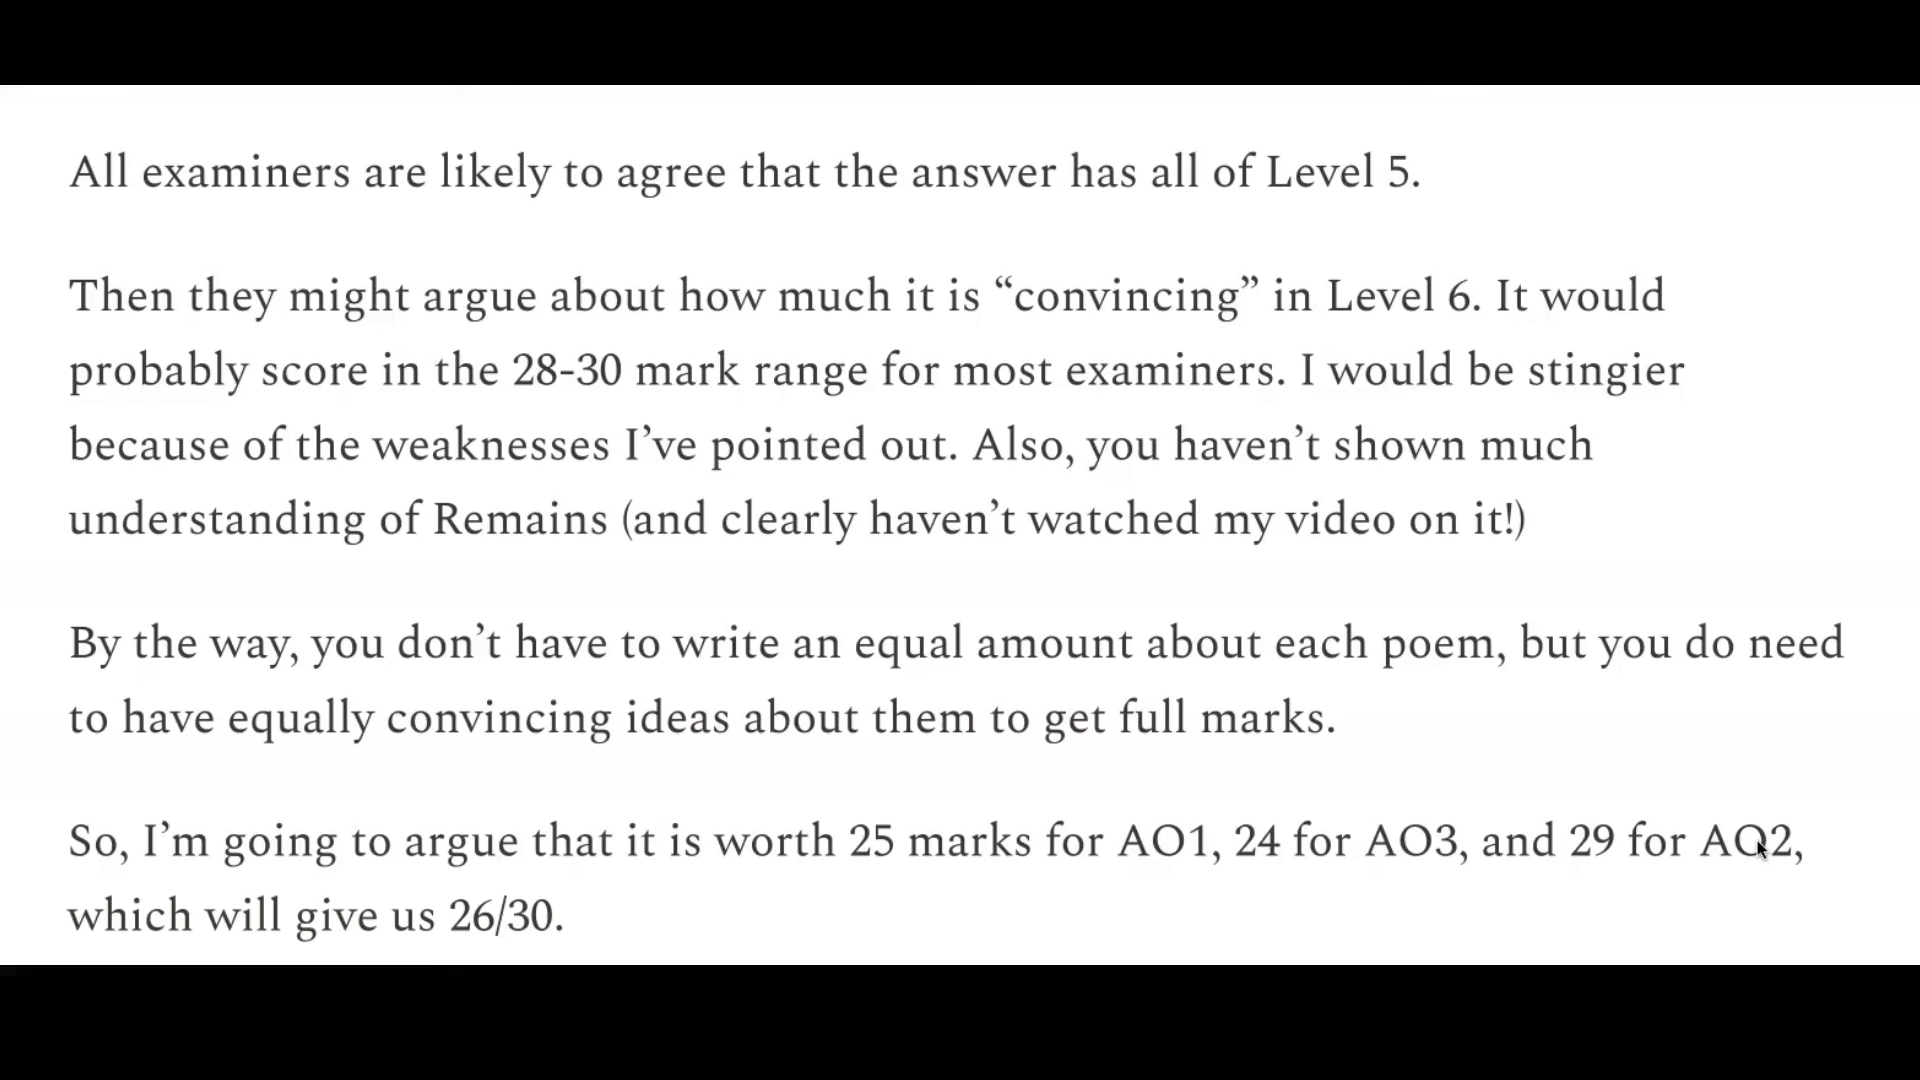 All examiners are likely to agree that the answer has all of Level 5.
Then they might argue about how much it is “convincing” in Level 6. It would
probably score in the 28-30 mark range for most examiners. I would be stingier
because of the weaknesses I’ve pointed out. Also, you haven’t shown much
understanding of Remains (and clearly haven’t watched my video on it!)
By the way, you don’t have to write an equal amount about each poem, but you do need
to have equally convincing ideas about them to get full marks.
So, I’m going to argue that it is worth 25 marks for AO1, 24 for AO3, and 29 for AO2,
which will give us 26/30.